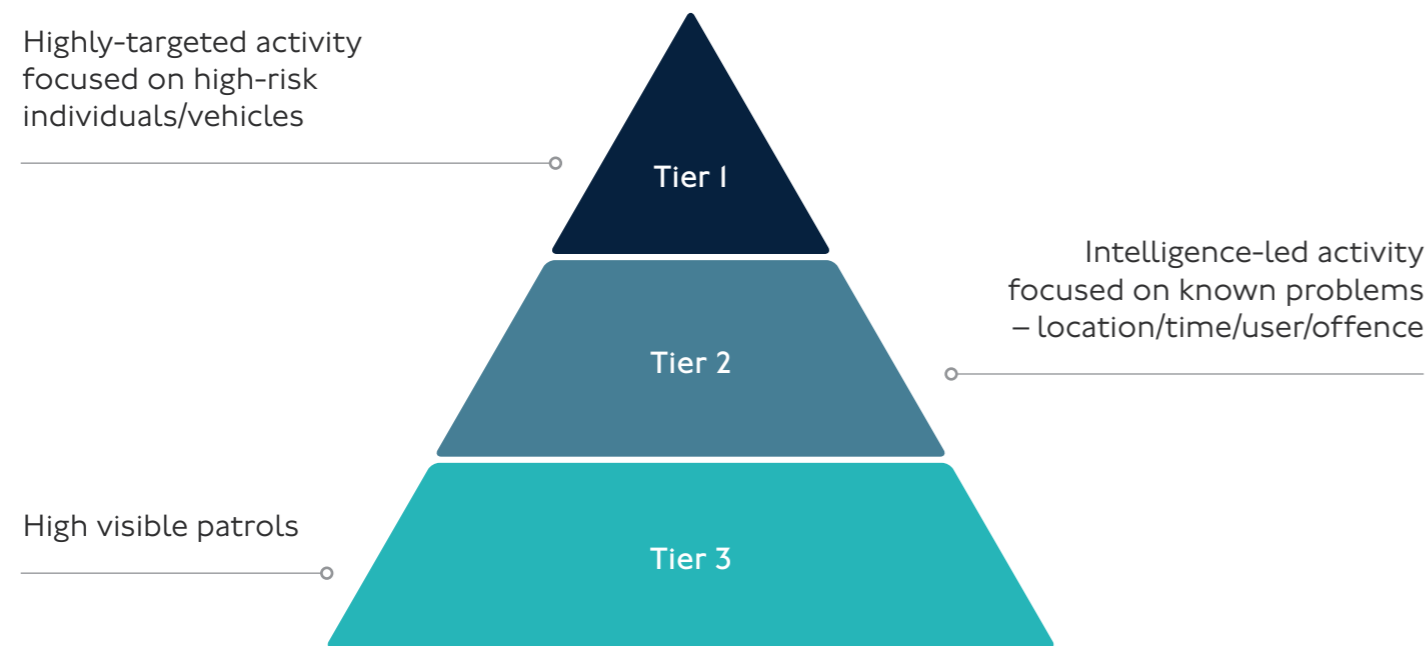 Highly-targeted activity
focused on high-risk
individuals/vehicles
Tier 1
Intelligence-led activity
focused on known problems
– location/time/user/offence
Tier 2
High visible patrols
Tier 3